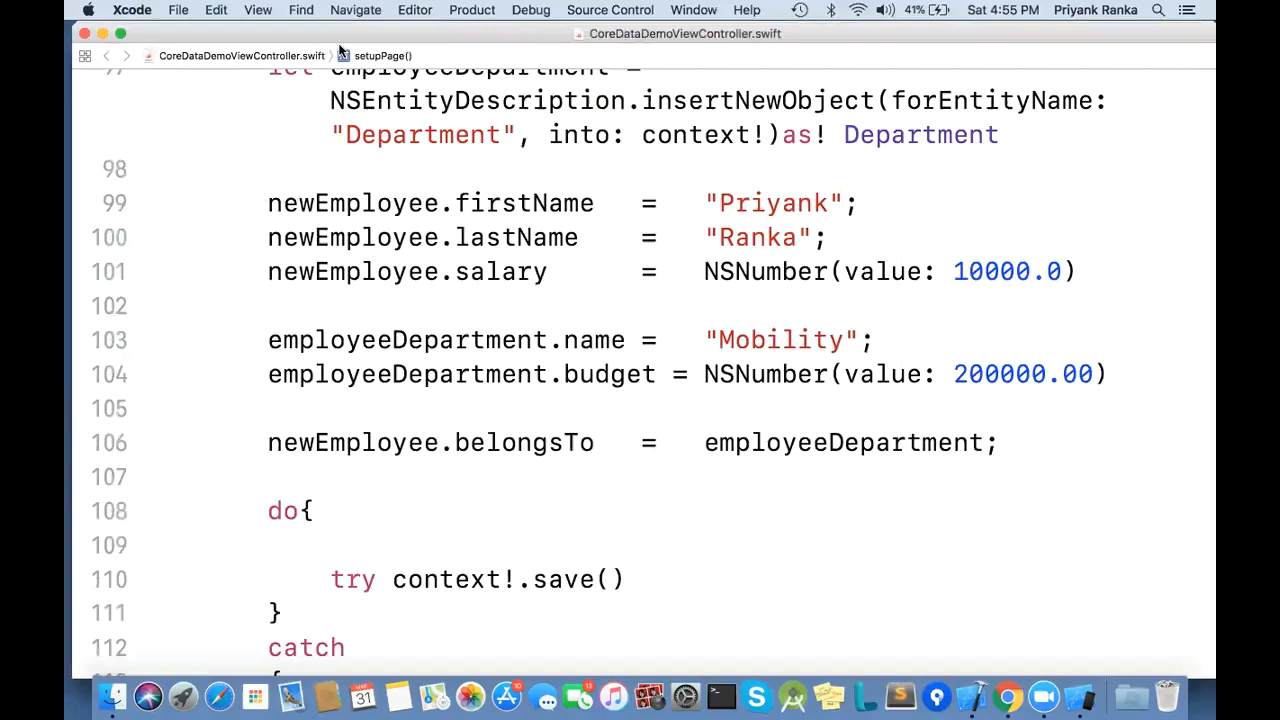 Xcode File Edit View Find Navigate Editor Product Debug Source Control Window Help 41% Sat 4:55 PM Priyank Ranka
CoreDataDemoViewController.swift
CoreDataDemoViewController.swift setupPage()
97 let employeeDepartment =
NSEntityDescription.insertNewObject(forEntityName:
"Department", into: context!)as! Department
98
99 newEmployee.firstName = "Priyank";
100 newEmployee.lastName = "Ranka";
101 newEmployee.salary = NSNumber(value: 10000.0)
102
103 employeeDepartment.name = "Mobility";
104 employeeDepartment.budget = NSNumber(value: 200000.00)
105
106 newEmployee.belongsTo = employeeDepartment;
107
108 do{
109
110 try context!.save()
111 }
112 catch
{
31